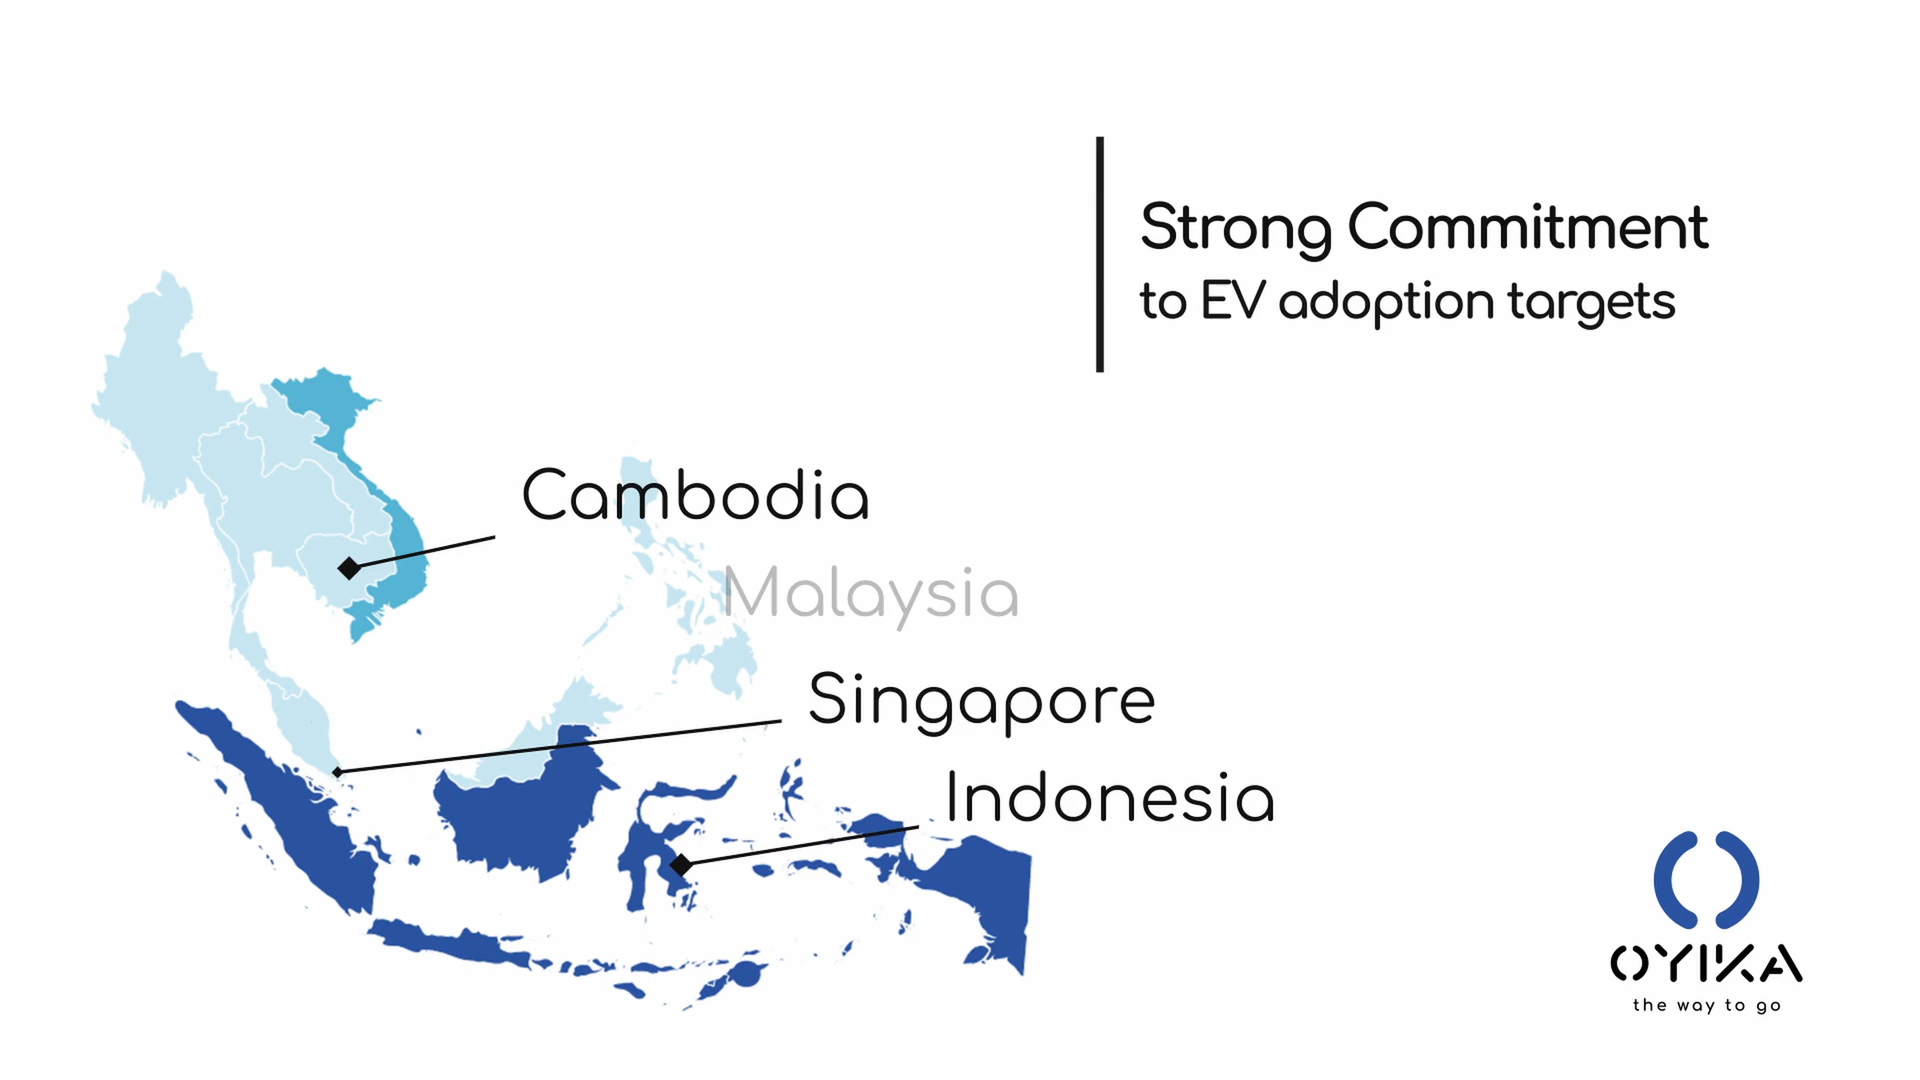 Strong Commitment
to EV adoption targets
Cambodia
Malaysia
Singapore
Indonesia
OYIKA
the way to go